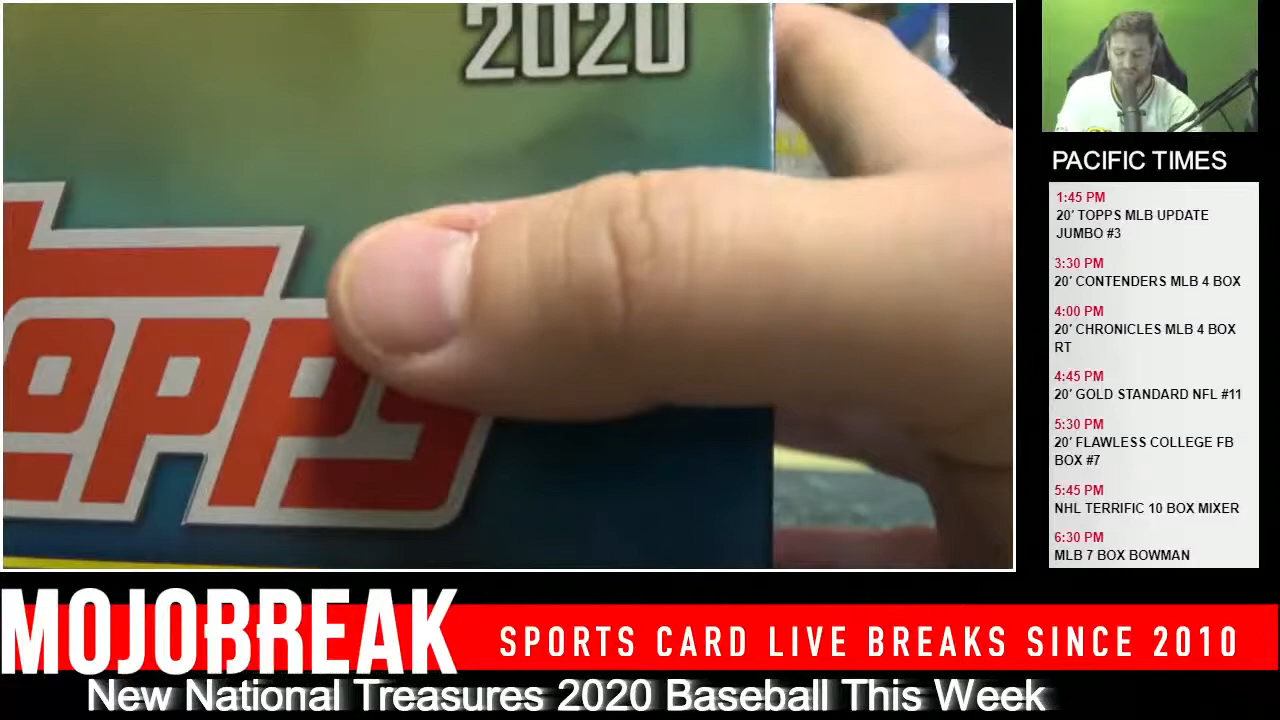 2020
TOPPS
PACIFIC TIMES
1:45 PM
20' TOPPS MLB UPDATE
JUMBO #3
3:30 PM
20' CONTENDERS MLB 4 BOX
4:00 PM
20' CHRONICLES MLB 4 BOX
RT
4:45 PM
20' GOLD STANDARD NFL #11
5:30 PM
20' FLAWLESS COLLEGE FB
BOX #7
5:45 PM
NHL TERRIFIC 10 BOX MIXER
6:30 PM
MLB 7 BOX BOWMAN
MOJOBREAK
SPORTS CARD LIVE BREAKS SINCE 2010
New National Treasures 2020 Baseball This Week